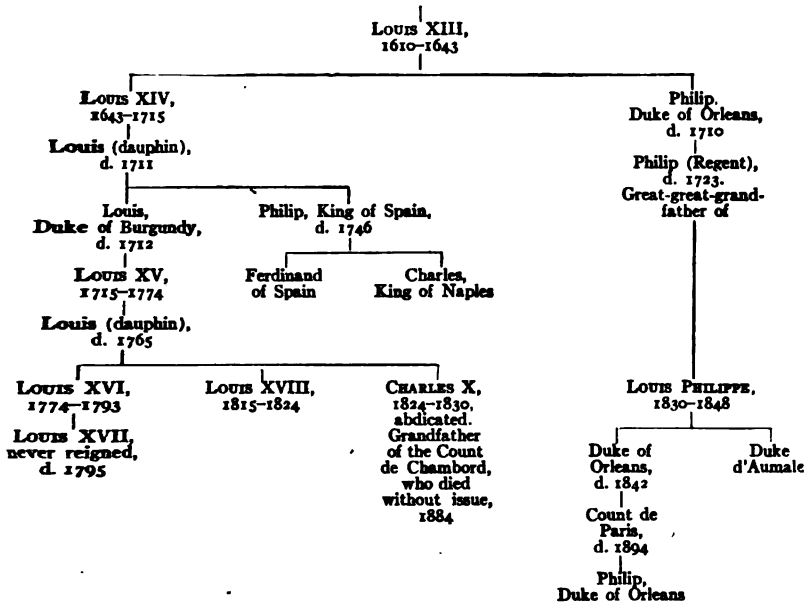 Louis XIII,
1610–1643
Louis XIV,
1643–1715
Philip,
Duke of Orleans,
d. 1710
Louis (dauphin),
d. 1711
Philip (Regent),
d. 1723.
Great-great-grand-
father of
Louis,
Duke of Burgundy,
d. 1712
Philip, King of Spain,
d. 1746
Louis XV,
1715–1774
Ferdinand
of Spain
Charles,
King of Naples
Louis (dauphin),
d. 1765
Louis XVI,
1774–1793
Louis XVIII,
1815–1824
Charles X,
1824–1830,
abdicated.
Grandfather
of the Count
de Chambord,
who died
without issue,
1884
Louis Philippe,
1830–1848
Louis XVII,
never reigned,
d. 1795
Duke of
Orleans,
d. 1842
Duke
d'Aumale
Count de
Paris,
d. 1894
Philip,
Duke of Orleans